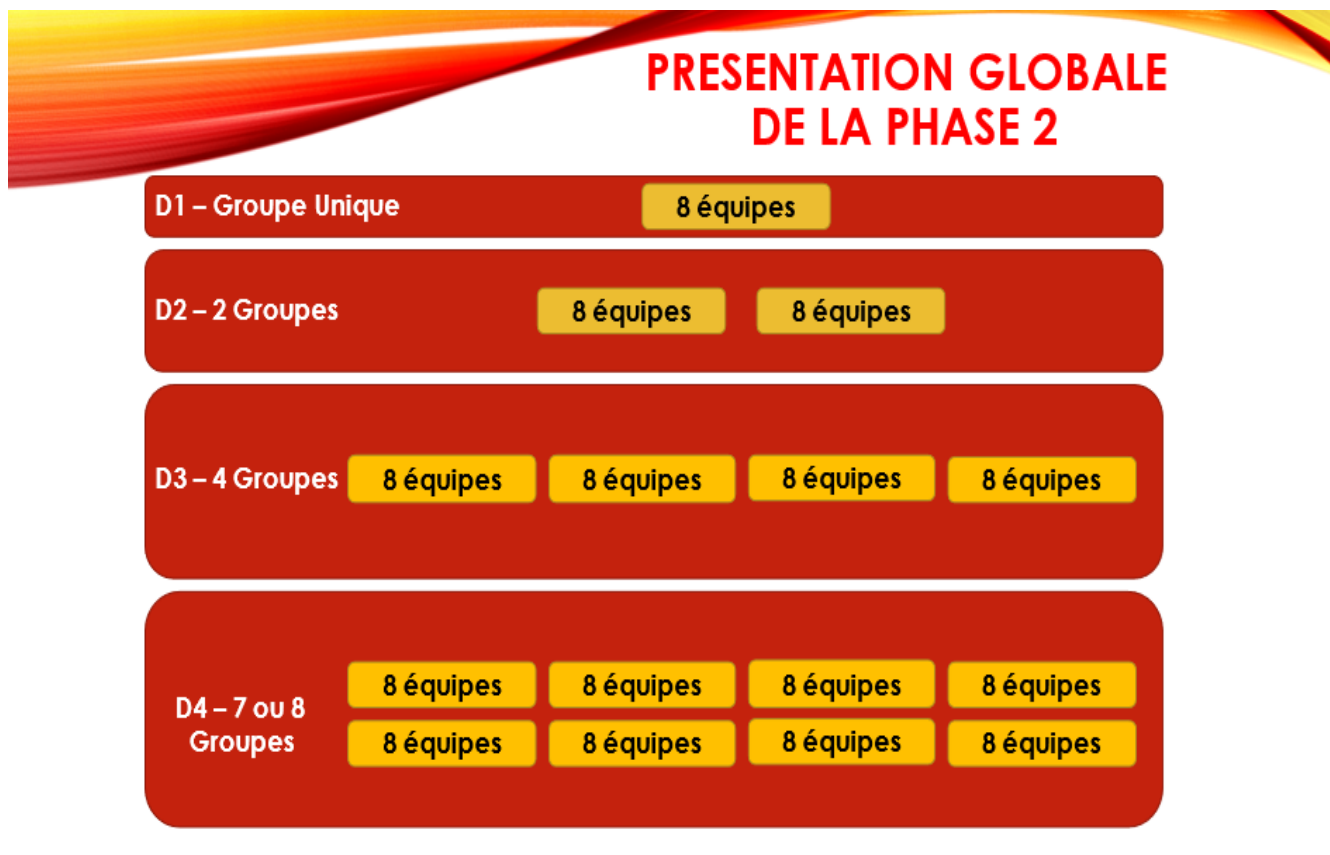 PRESENTATION GLOBALE
DE LA PHASE 2
D1 – Groupe Unique
8 équipes
D2 – 2 Groupes
8 équipes
8 équipes
D3 – 4 Groupes
8 équipes
8 équipes
8 équipes
8 équipes
D4 – 7 ou 8
Groupes
8 équipes
8 équipes
8 équipes
8 équipes
8 équipes
8 équipes
8 équipes
8 équipes